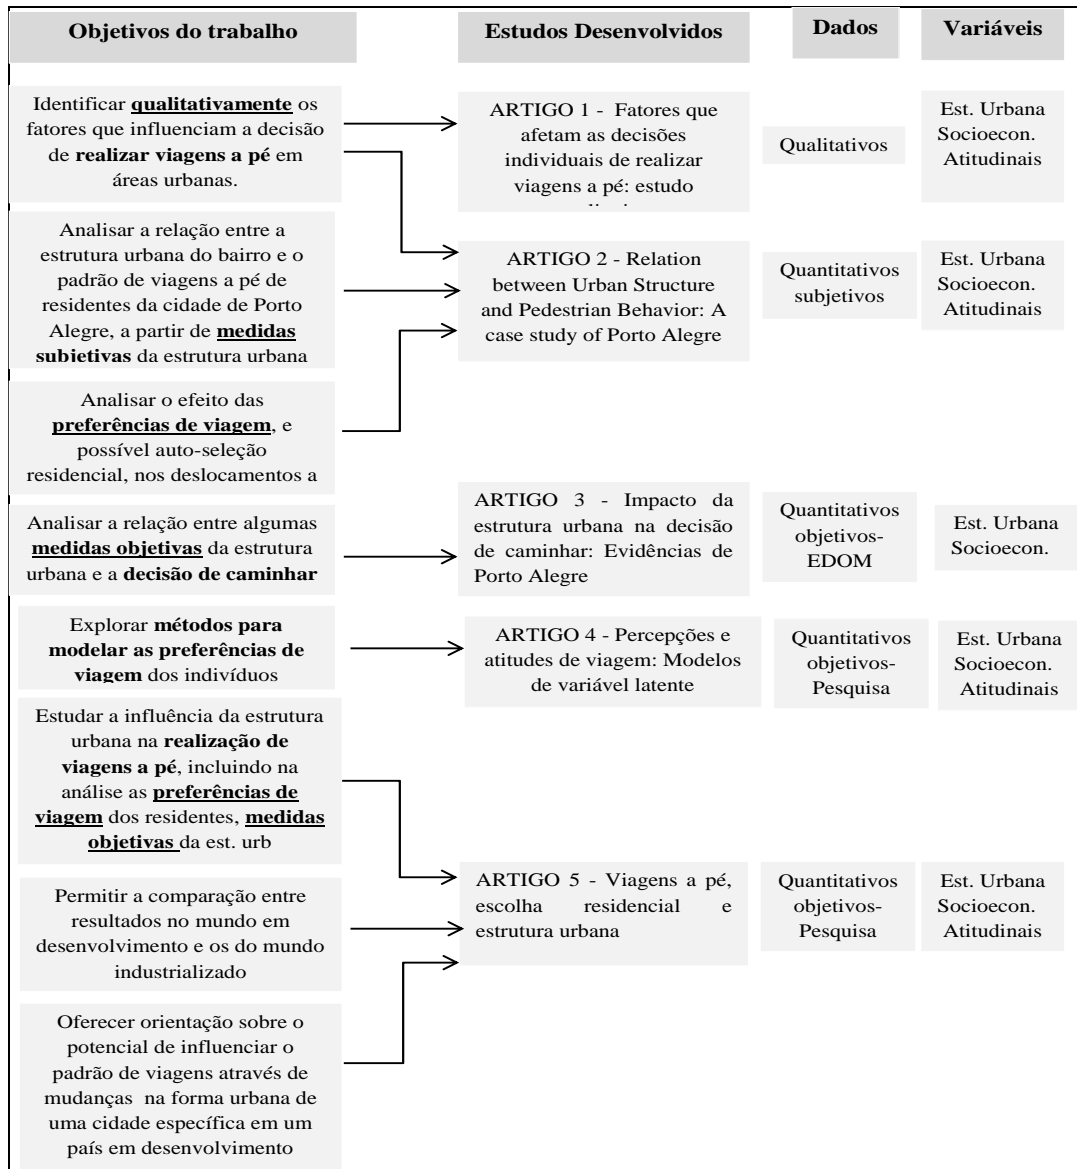 Objetivos do trabalho
Estudos Desenvolvidos
Dados
Variáveis
Identificar qualitativamente os
fatores que influenciam a decisão
de realizar viagens a pé em
áreas urbanas.
ARTIGO 1 - Fatores que
afetam as decisões
individuais de realizar
viagens a pé: estudo
Qualitativos
Est. Urbana
Socioecon.
Atitudinais
Analisar a relação entre a
estrutura urbana do bairro e o
padrão de viagens a pé de
residentes da cidade de Porto
Alegre, a partir de medidas
subjetivas da estrutura urbana
ARTIGO 2 - Relation
between Urban Structure
and Pedestrian Behavior: A
case study of Porto Alegre
Quantitativos
subjetivos
Est. Urbana
Socioecon.
Atitudinais
Analisar o efeito das
preferências de viagem, e
possível auto-seleção
residencial, nos deslocamentos a
Analisar a relação entre algumas
medidas objetivas da estrutura
urbana e a decisão de caminhar
ARTIGO 3 - Impacto da
estrutura urbana na decisão
de caminhar: Evidências de
Porto Alegre
Quantitativos
objetivos-
EDOM
Est. Urbana
Socioecon.
Explorar métodos para
modelar as preferências de
viagem dos indivíduos
ARTIGO 4 - Percepções e
atitudes de viagem: Modelos
de variável latente
Quantitativos
objetivos-
Pesquisa
Est. Urbana
Socioecon.
Atitudinais
Estudar a influência da estrutura
urbana na realização de
viagens a pé, incluindo na
análise as preferências de
viagem dos residentes, medidas
objetivas da est. urb
Permitir a comparação entre
resultados no mundo em
desenvolvimento e os do mundo
industrializado
ARTIGO 5 - Viagens a pé,
escolha residencial e
estrutura urbana
Quantitativos
objetivos-
Pesquisa
Est. Urbana
Socioecon.
Atitudinais
Oferecer orientação sobre o
potencial de influenciar o
padrão de viagens através de
mudanças na forma urbana de
uma cidade específica em um
país em desenvolvimento